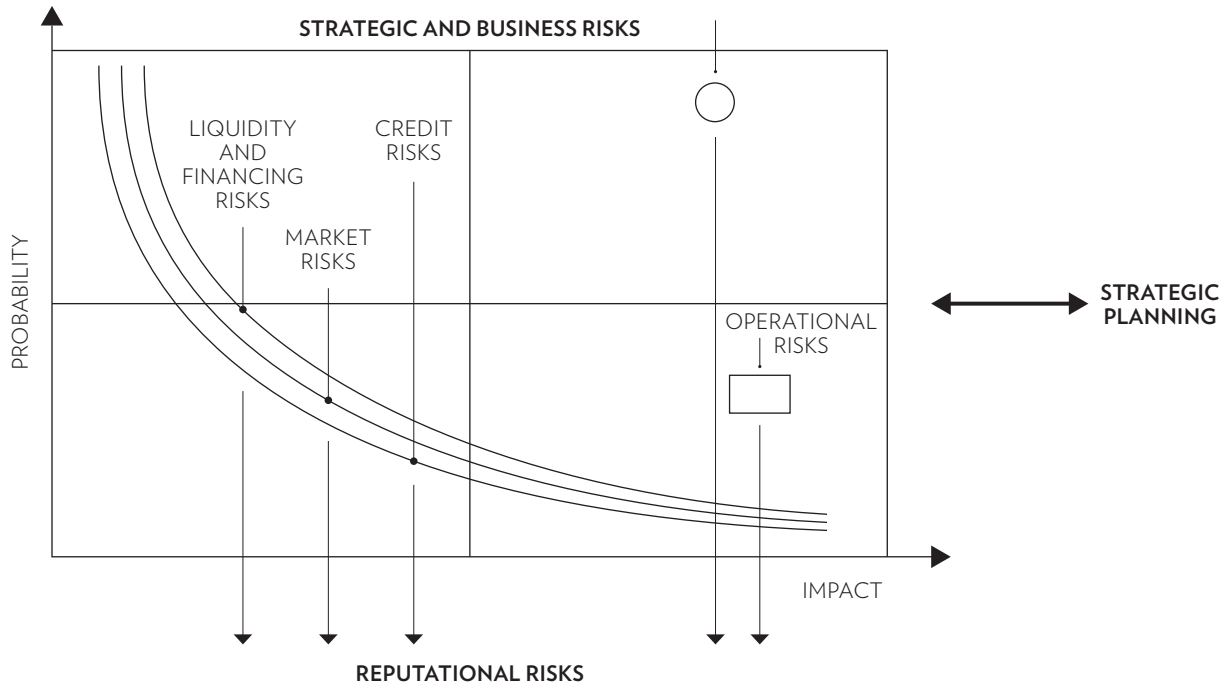 STRATEGIC AND BUSINESS RISKS
LIQUIDITY
AND
FINANCING
RISKS
CREDIT
RISKS
MARKET
RISKS
PROBABILITY
STRATEGIC
PLANNING
OPERATIONAL
RISKS
IMPACT
REPUTATIONAL RISKS